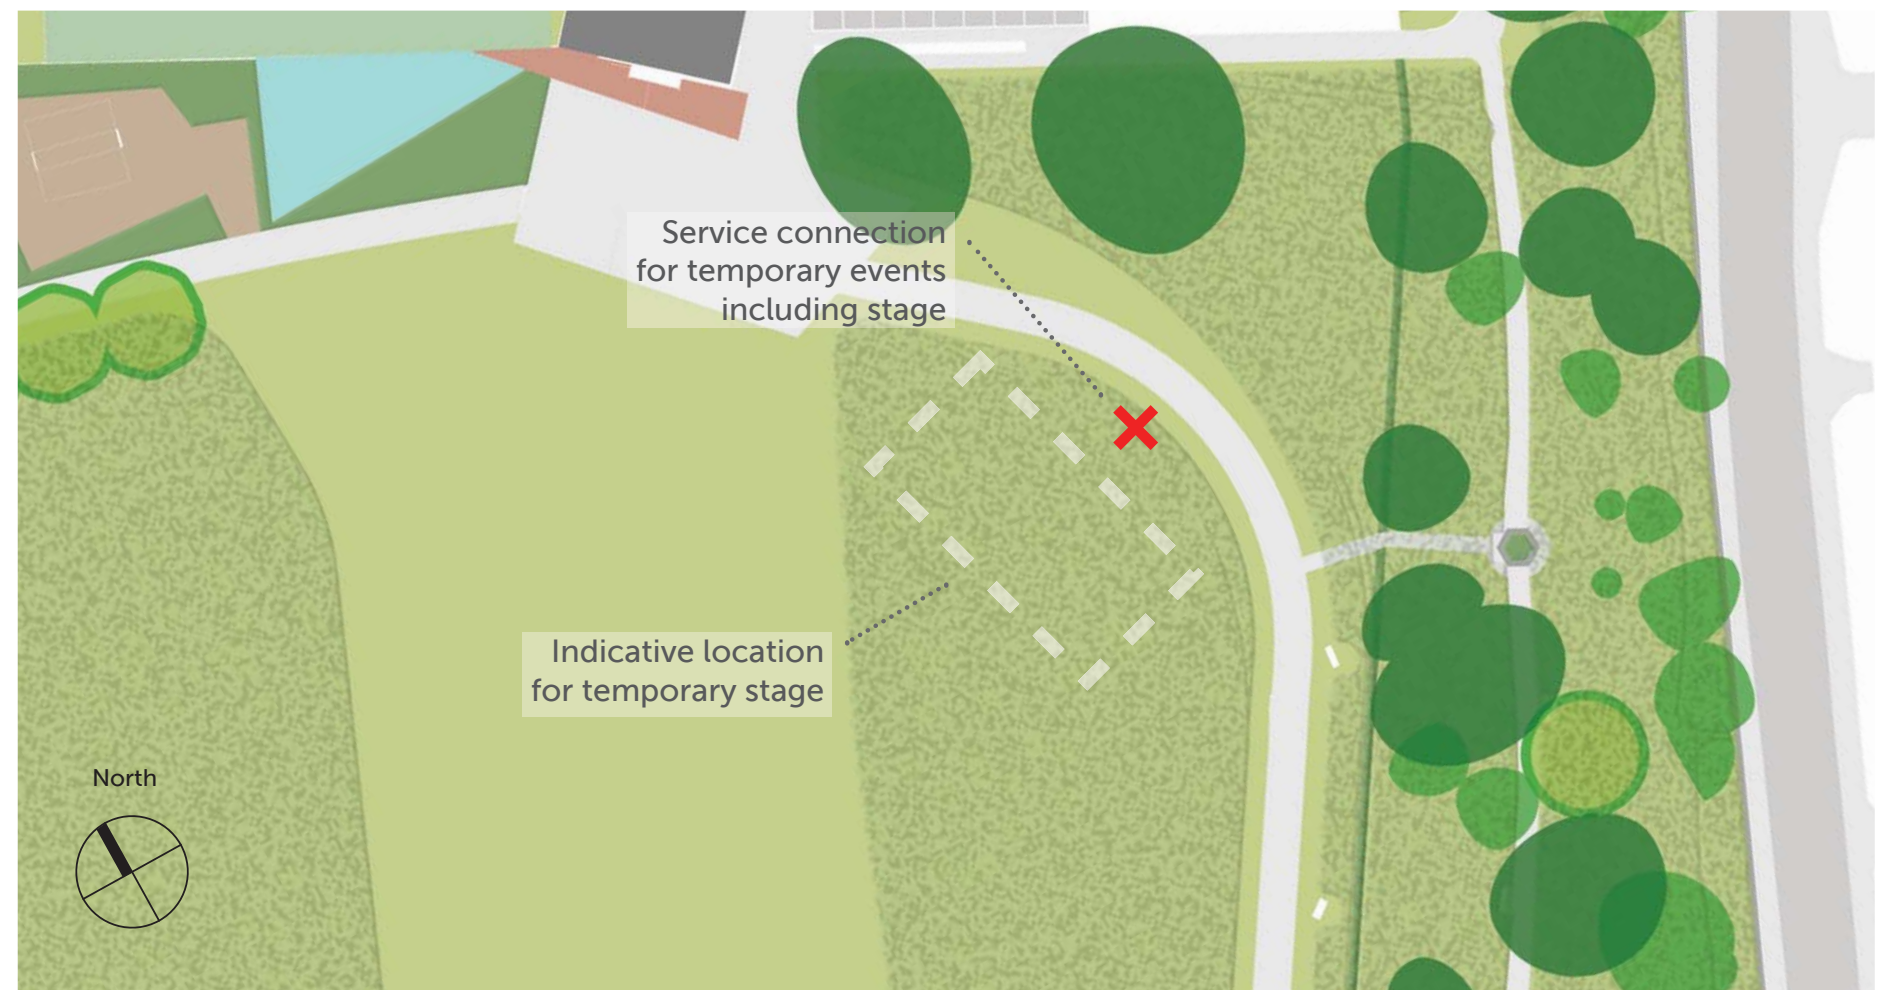 Service connection
for temporary events
including stage
Indicative location
for temporary stage
North